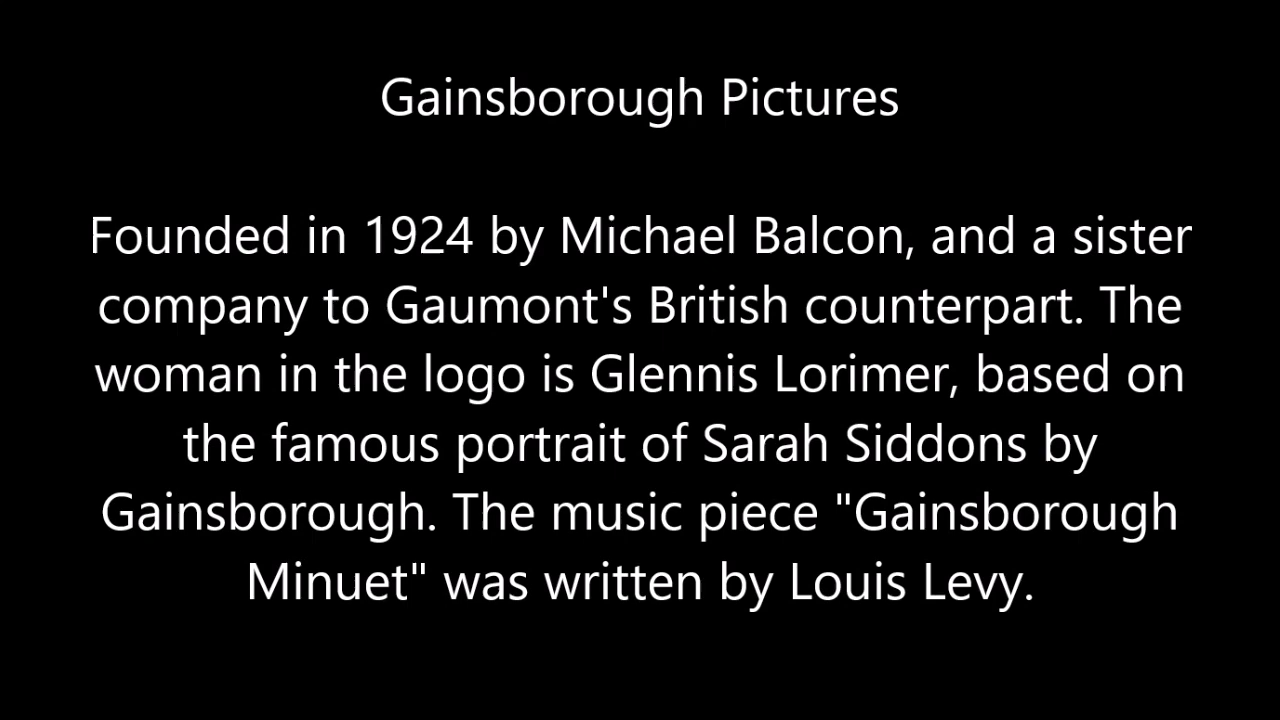 Gainsborough Pictures
Founded in 1924 by Michael Balcon, and a sister
company to Gaumont's British counterpart. The
woman in the logo is Glennis Lorimer, based on
the famous portrait of Sarah Siddons by
Gainsborough. The music piece "Gainsborough
Minuet" was written by Louis Levy.